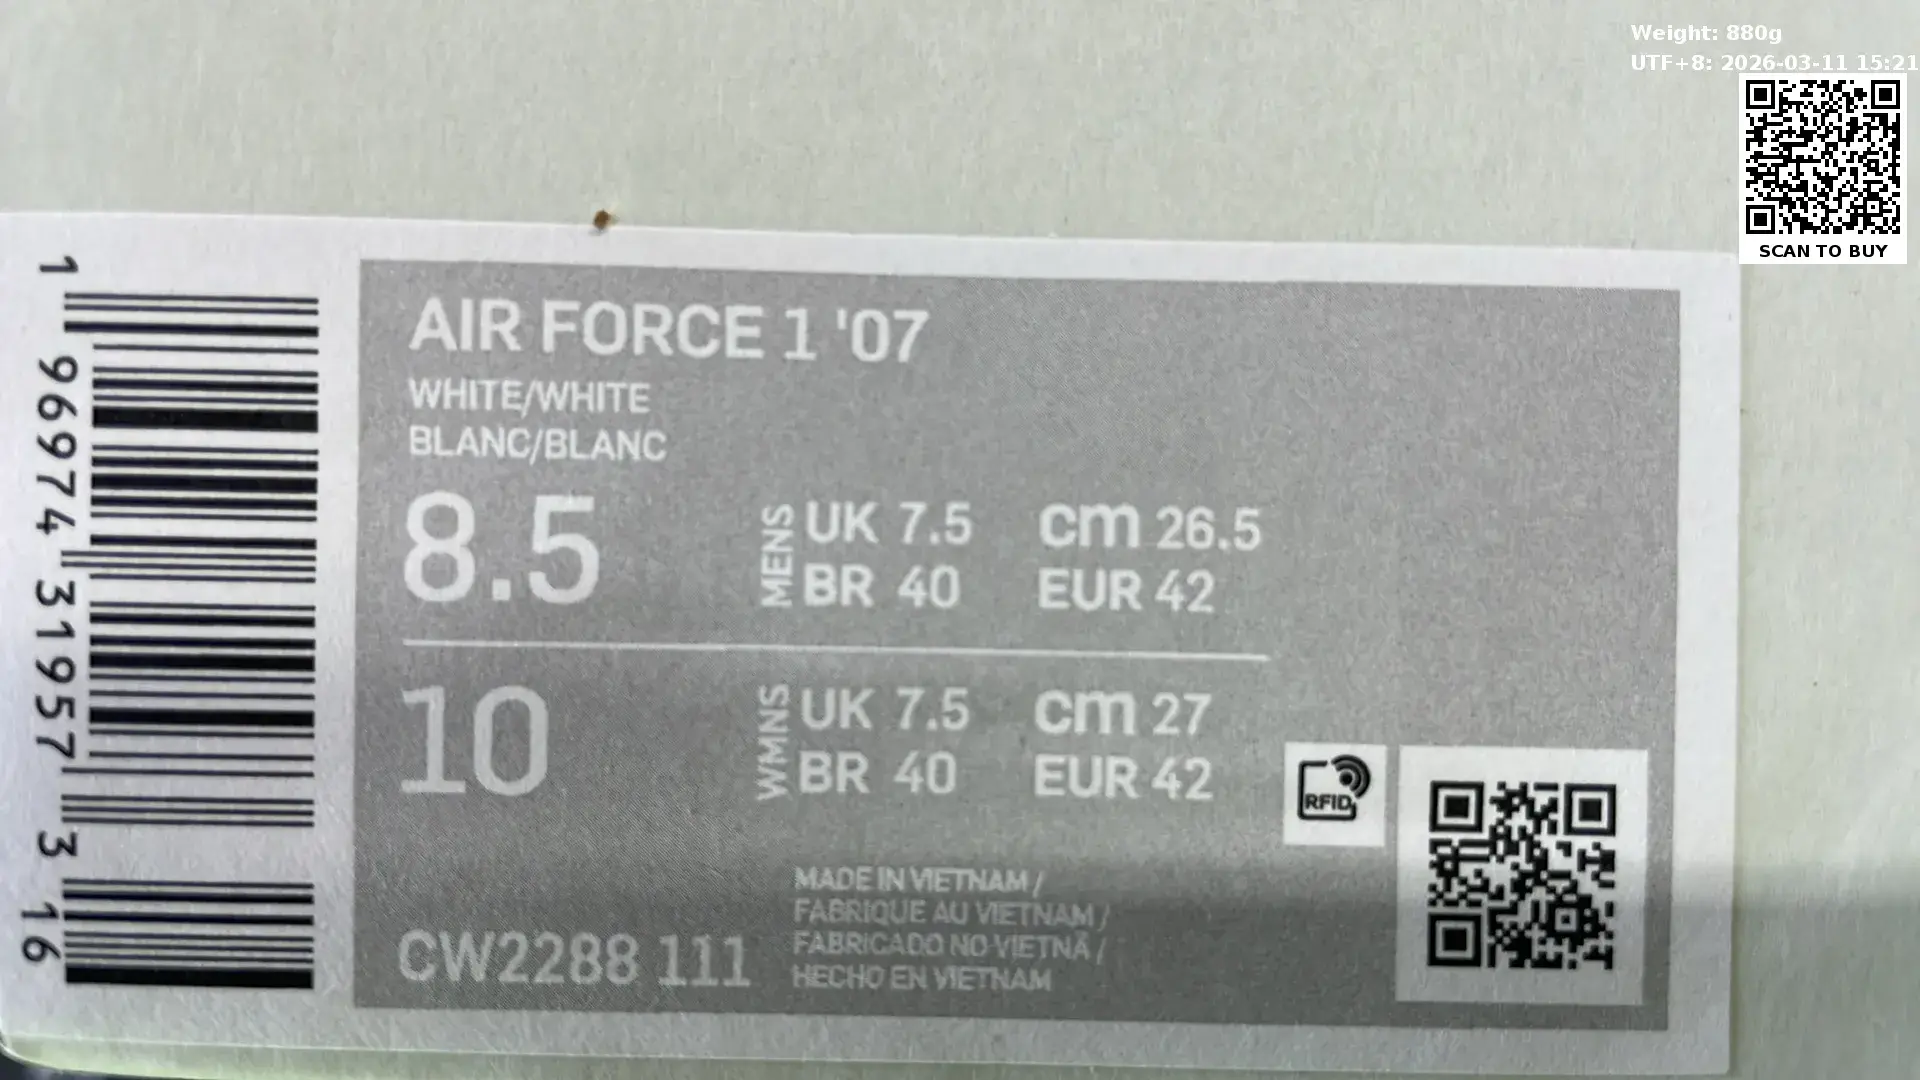 Weight: 880g
UTF+8: 2026-03-11 15:21
SCAN TO BUY
1 96974 31957 3 16
AIR FORCE 1 '07
WHITE/WHITE
BLANC/BLANC
8.5
MENS
UK 7.5 cm 26.5
BR 40 EUR 42
10
WMNS
UK 7.5 cm 27
BR 40 EUR 42
RFID
CW2288 111
MADE IN VIETNAM /
FABRIQUE AU VIETNAM /
FABRICADO NO VIETNÃ /
HECHO EN VIETNAM